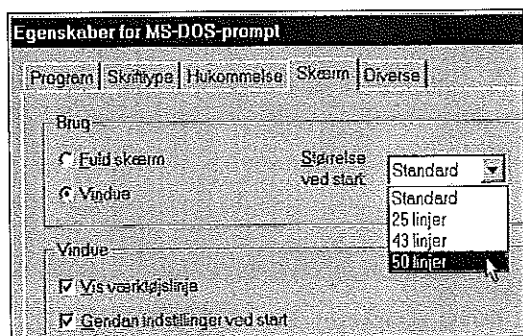 Egenskaber for MS-DOS-prompt
Program Skrifttype Hukommelse Skærm Diverse
Brug
Fuld skærm
Vindue
Størrelse
ved start:
Standard
Standard
25 linjer
43 linjer
50 linjer
Vindue
Vis værktøjslinje
Gendan indstillinger ved start